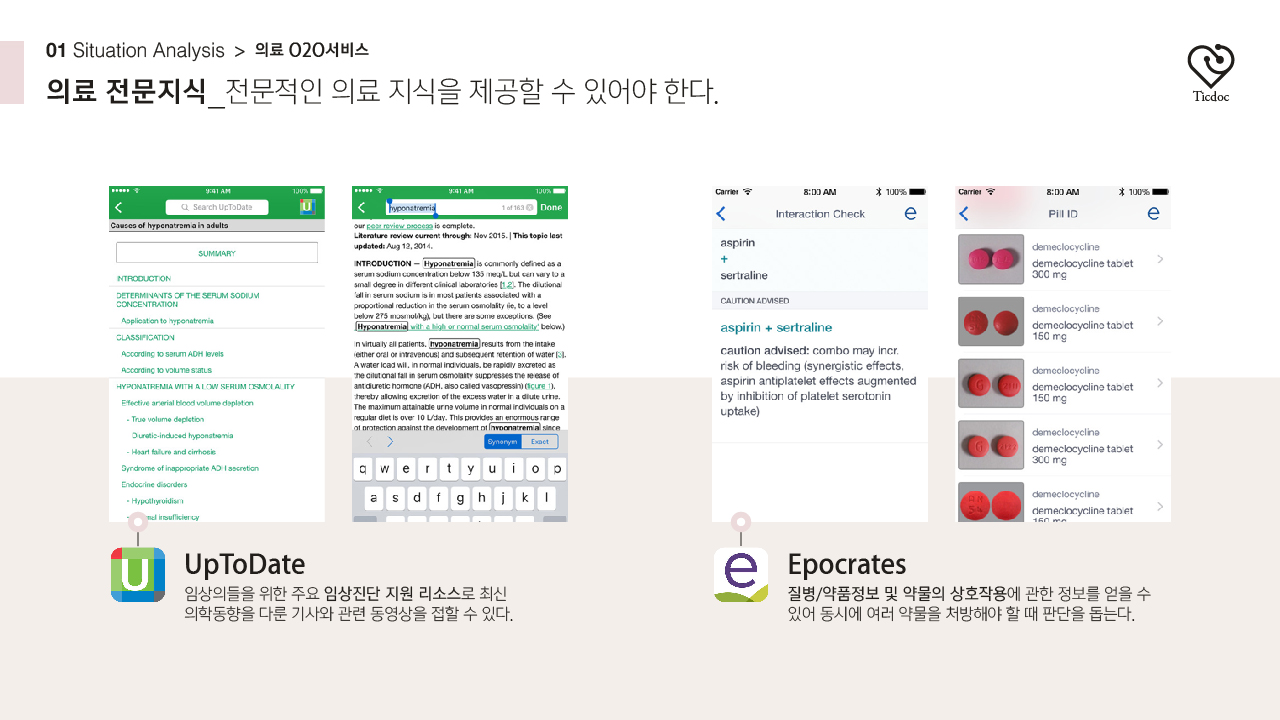 01 Situation Analysis > 의료 O2O서비스
의료 전문지식_전문적인 의료 지식을 제공할 수 있어야 한다.
Ticdoc
9:41 AM 100%
Search UpToDate
Causes of hyponatremia in adults
SUMMARY
INTRODUCTION
DETERMINANTS OF THE SERUM SODIUM
CONCENTRATION
Application to hyponatremia
CLASSIFICATION
According to serum ADH levels
According to volume status
HYPONATREMIA WITH A LOW SERUM OSMOLALITY
Effective arterial blood volume depletion
- True volume depletion
Diuretic-induced hyponatremia
- Heart failure and cirrhosis
Syndrome of inappropriate ADH secretion
Endocrine disorders
- Hypothyroidism
insufficiency
9:41 AM 100%
hyponatremia 1 of 163 Done
our peer review process is complete.
Literature review current through: Nov 2015. | This topic last
updated: Aug 12, 2014.
INTRODUCTION — Hyponatremia is commonly defined as a
serum sodium concentration below 135 meq/L but can vary to a
small degree in different clinical laboratories [1,2]. The dilutional
fall in serum sodium is in most patients associated with a
proportional reduction in the serum osmolality (ie, to a level
below 275 mosmol/kg), but there are some exceptions. (See
'Hyponatremia with a high or normal serum osmolality' below.)
In virtually all patients, hyponatremia results from the intake
(either oral or intravenous) and subsequent retention of water [3].
A water load will, in normal individuals, be rapidly excreted as
the dilutional fall in serum osmolality suppresses the release of
antidiuretic hormone (ADH, also called vasopressin) (figure 1),
thereby allowing excretion of the excess water in a dilute urine.
The maximum attainable urine volume in normal individuals on a
regular diet is over 10 L/day. This provides an enormous range
of protection against the development of hyponatremia since
Synonym Exact
q w e r t y u i o p
a s d f g h j k l
Carrier 8:00 AM 100%
Interaction Check e
aspirin
+
sertraline
CAUTION ADVISED
aspirin + sertraline
caution advised: combo may incr.
risk of bleeding (synergistic effects,
aspirin antiplatelet effects augmented
by inhibition of platelet serotonin
uptake)
Carrier 8:00 AM 100%
Pill ID e
demeclocycline
demeclocycline tablet
300 mg
demeclocycline
demeclocycline tablet
150 mg
demeclocycline
demeclocycline tablet
150 mg
demeclocycline
demeclocycline tablet
300 mg
demeclocycline
demeclocycline tablet
150 mg
U
UpToDate
임상의들을 위한 주요 임상진단 지원 리소스로 최신
의학동향을 다룬 기사와 관련 동영상을 접할 수 있다.
e
Epocrates
질병/약품정보 및 약물의 상호작용에 관한 정보를 얻을 수
있어 동시에 여러 약물을 처방해야 할 때 판단을 돕는다.